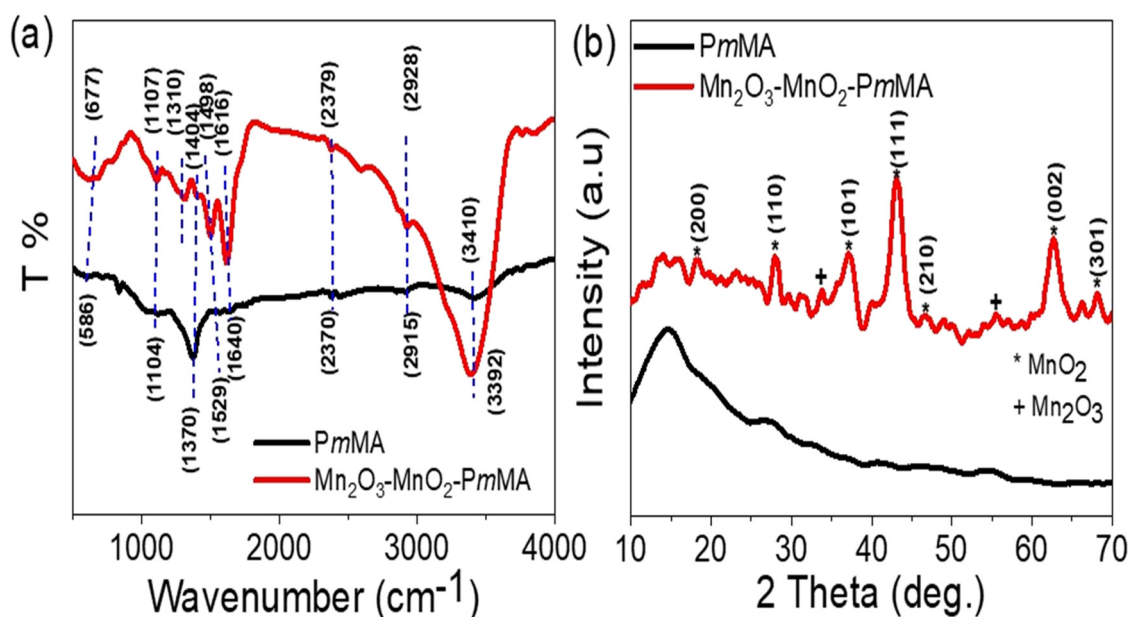 (a)
(677)
(1107)
(1310)
(1404)
(1498)
(1616)
(2379)
(2928)
(3410)
(586)
(1104)
(1370)
(1529)
(1640)
(2370)
(2915)
(3392)
T %
PmMA
Mn₂O₃-MnO₂-PmMA
1000 2000 3000 4000
Wavenumber (cm⁻¹)
(b)
PmMA
Mn₂O₃-MnO₂-PmMA
*(200)
*(110)
+
*(101)
*(111)
*(210)
+
*(002)
*(301)
* MnO₂
+ Mn₂O₃
Intensity (a.u)
10 20 30 40 50 60 70
2 Theta (deg.)